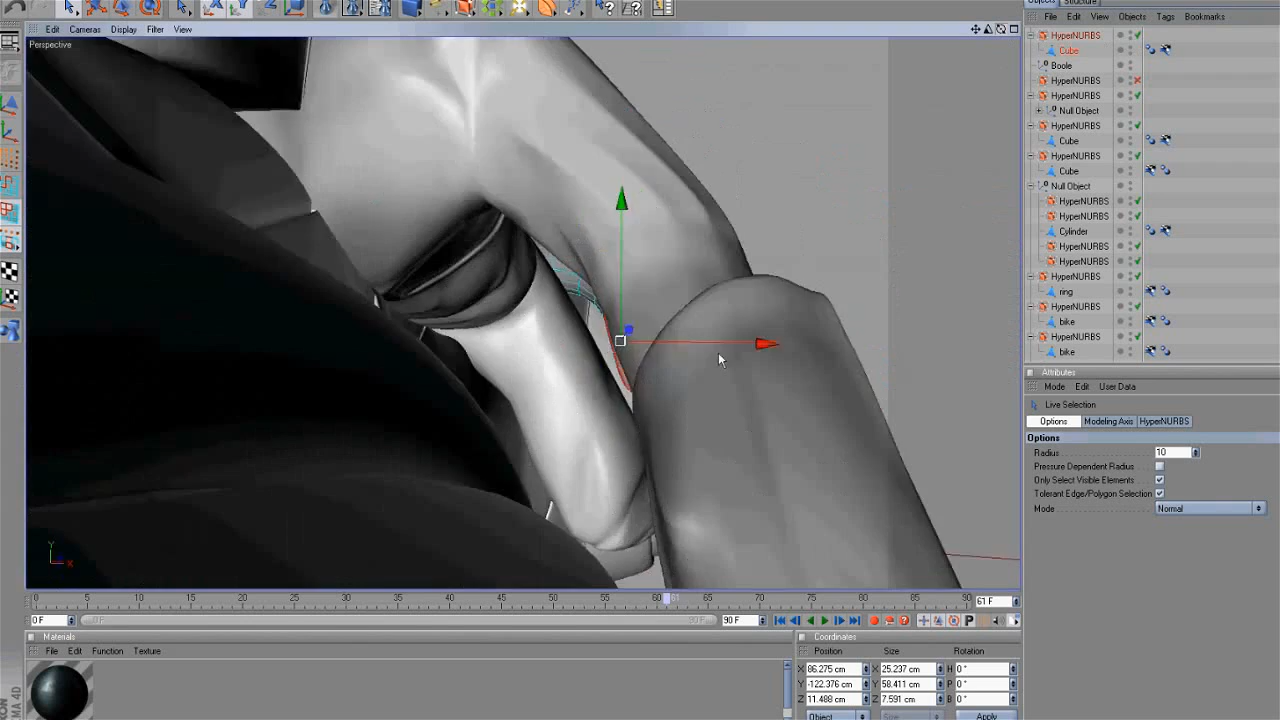 Objects Structure
Edit Cameras Display Filter View
File Edit View Objects Tags Bookmarks
Perspective
HyperNURBS
Cube
Boole
HyperNURBS
HyperNURBS
Null Object
HyperNURBS
Cube
HyperNURBS
Cube
Null Object
HyperNURBS
HyperNURBS
Cylinder
HyperNURBS
HyperNURBS
HyperNURBS
ring
HyperNURBS
bike
HyperNURBS
bike
Attributes
Mode Edit User Data
Live Selection
Options Modeling Axis HyperNURBS
Options
Radius 10
Pressure Dependent Radius
Only Select Visible Elements
Tolerant Edge/Polygon Selection
Mode Normal
Y
X
0 5 10 15 20 25 30 35 40 45 50 55 60 61 65 70 75 80 85 90 61 F
0 F 0 F 90 F 90 F P
Materials
File Edit Function Texture
Coordinates
Position Size Rotation
X 86.275 cm X 25.237 cm H 0 °
Y -122.376 cm Y 58.411 cm P 0 °
Z 11.488 cm Z 7.591 cm B 0 °
Object Size Apply